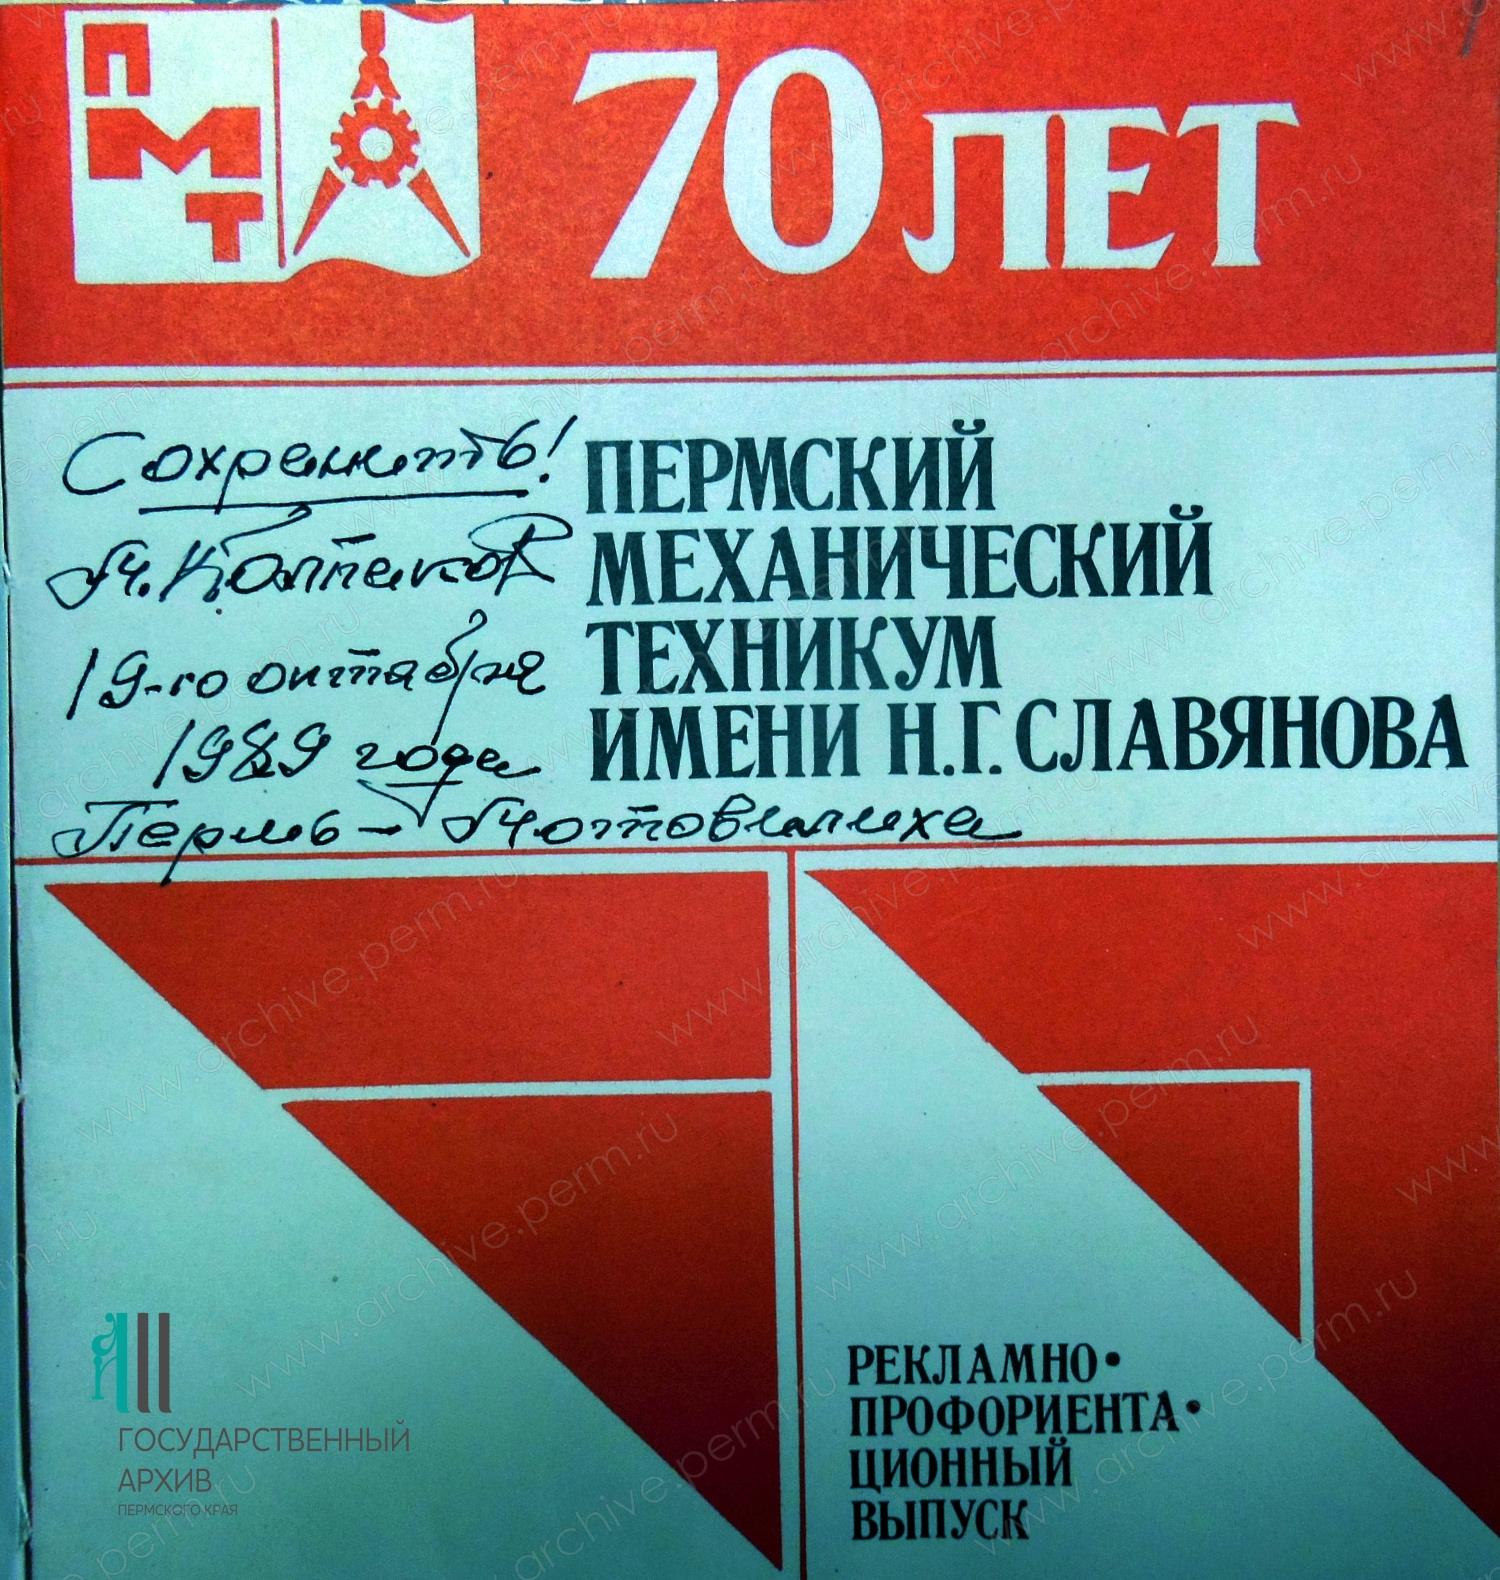 ПМТ
70 ЛЕТ
Сохранить!
ПЕРМСКИЙ
МЕХАНИЧЕСКИЙ
ТЕХНИКУМ
ИМЕНИ Н.Г. СЛАВЯНОВА
М. Колпаков
19-го октября
1989 года
Пермь - Мотовилиха
РЕКЛАМНО•
ПРОФОРИЕНТА•
ЦИОННЫЙ
ВЫПУСК
ГОСУДАРСТВЕННЫЙ
АРХИВ
ПЕРМСКОГО КРАЯ
www.archive.perm.ru